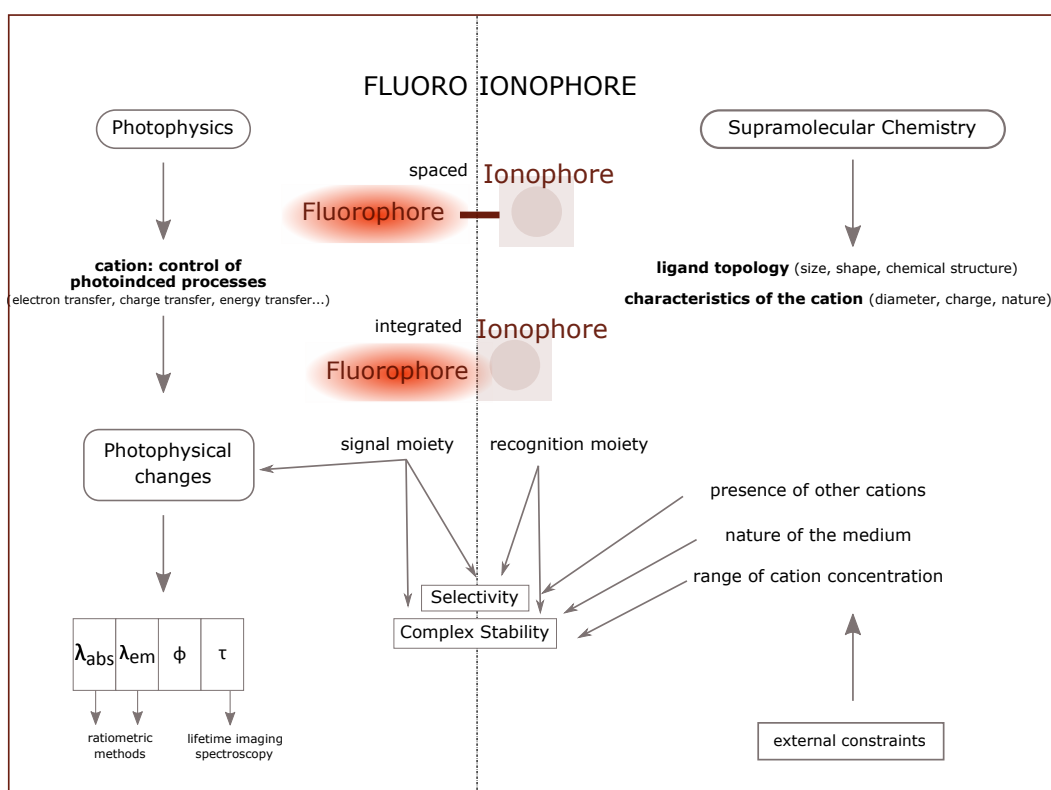 FLUORO IONOPHORE
Photophysics
Supramolecular Chemistry
spaced
Ionophore
Fluorophore
cation: control of
photoindced processes
(electron transfer, charge transfer, energy transfer...)
ligand topology (size, shape, chemical structure)
characteristics of the cation (diameter, charge, nature)
integrated
Ionophore
Fluorophore
Photophysical
changes
signal moiety
recognition moiety
presence of other cations
nature of the medium
range of cation concentration
Selectivity
Complex Stability
λabs λem ϕ τ
ratiometric
methods
lifetime imaging
spectroscopy
external constraints